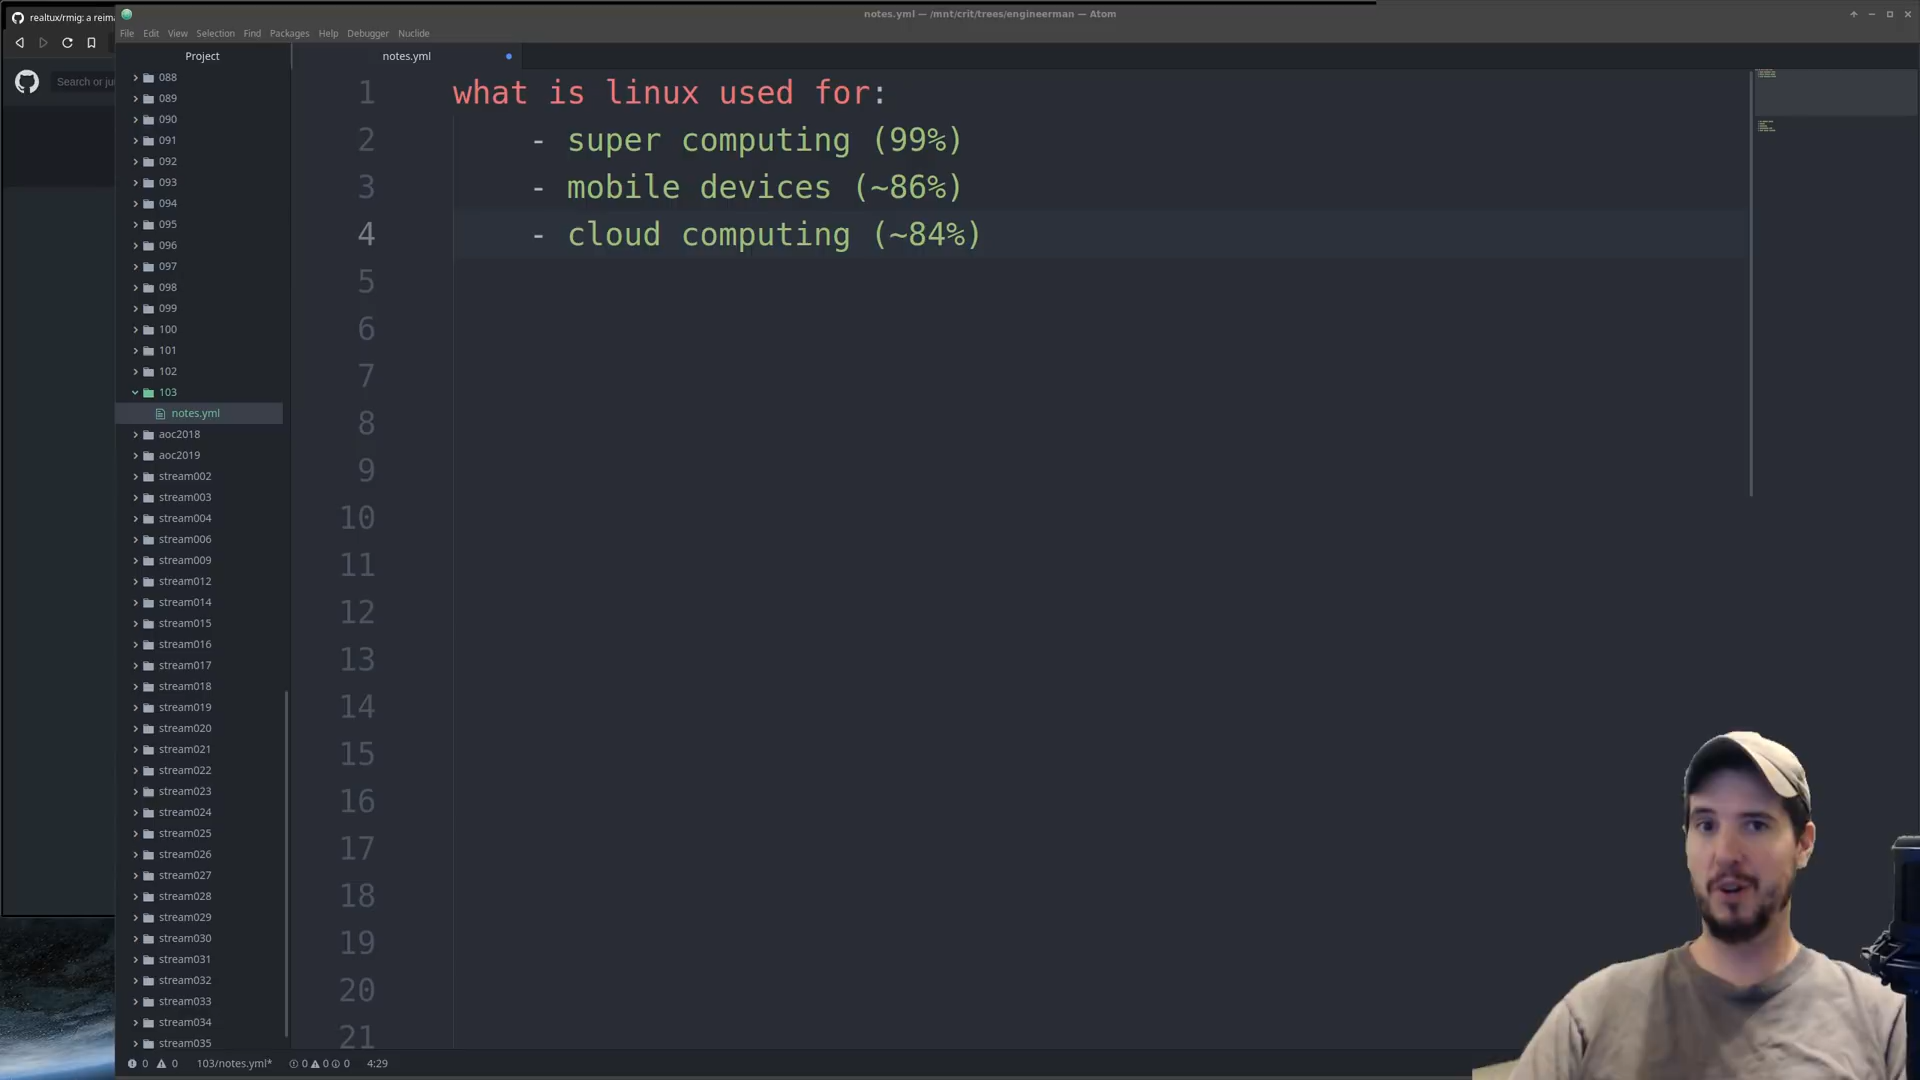 realtux/rmig: a reima
notes.yml — /mnt/crit/trees/engineerman — Atom
File Edit View Selection Find Packages Help Debugger Nuclide
Search or ju
Project
notes.yml
088
089
090
091
092
093
094
095
096
097
098
099
100
101
102
103
notes.yml
aoc2018
aoc2019
stream002
stream003
stream004
stream006
stream009
stream012
stream014
stream015
stream016
stream017
stream018
stream019
stream020
stream021
stream022
stream023
stream024
stream025
stream026
stream027
stream028
stream029
stream030
stream031
stream032
stream033
stream034
stream035
1 what is linux used for:
2 - super computing (99%)
3 - mobile devices (~86%)
4 - cloud computing (~84%)
5
6
7
8
9
10
11
12
13
14
15
16
17
18
19
20
21
0 0 103/notes.yml* 0 0 0 4:29